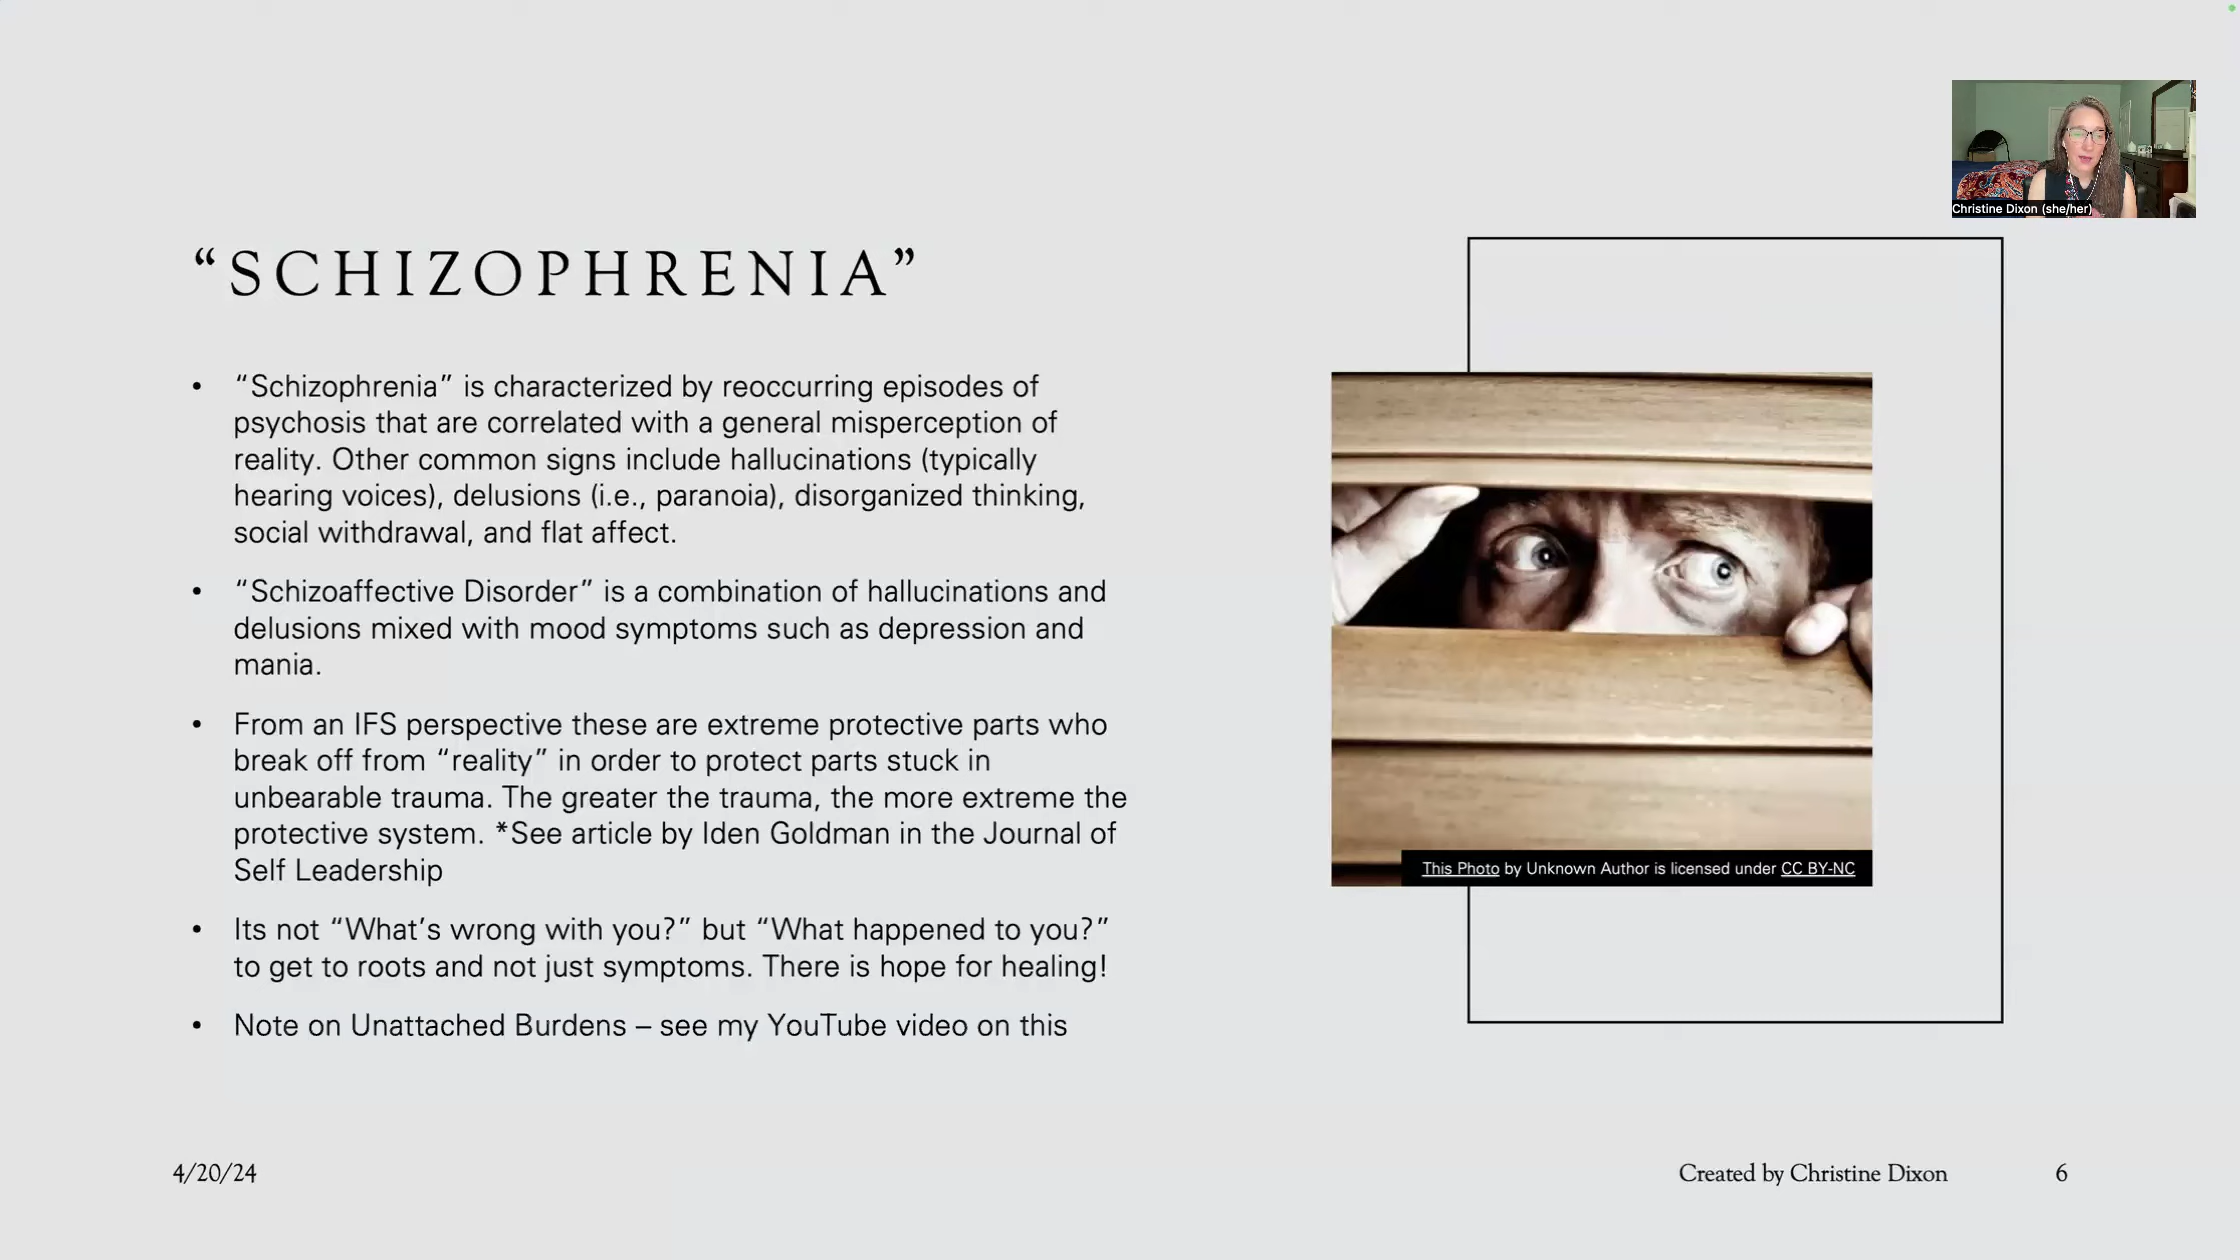 Christine Dixon (she/her)
“SCHIZOPHRENIA”
• “Schizophrenia” is characterized by reoccurring episodes of
psychosis that are correlated with a general misperception of
reality. Other common signs include hallucinations (typically
hearing voices), delusions (i.e., paranoia), disorganized thinking,
social withdrawal, and flat affect.
• “Schizoaffective Disorder” is a combination of hallucinations and
delusions mixed with mood symptoms such as depression and
mania.
• From an IFS perspective these are extreme protective parts who
break off from “reality” in order to protect parts stuck in
unbearable trauma. The greater the trauma, the more extreme the
protective system. *See article by Iden Goldman in the Journal of
Self Leadership
• Its not “What’s wrong with you?” but “What happened to you?”
to get to roots and not just symptoms. There is hope for healing!
• Note on Unattached Burdens – see my YouTube video on this
This Photo by Unknown Author is licensed under CC BY-NC
4/20/24
Created by Christine Dixon
6